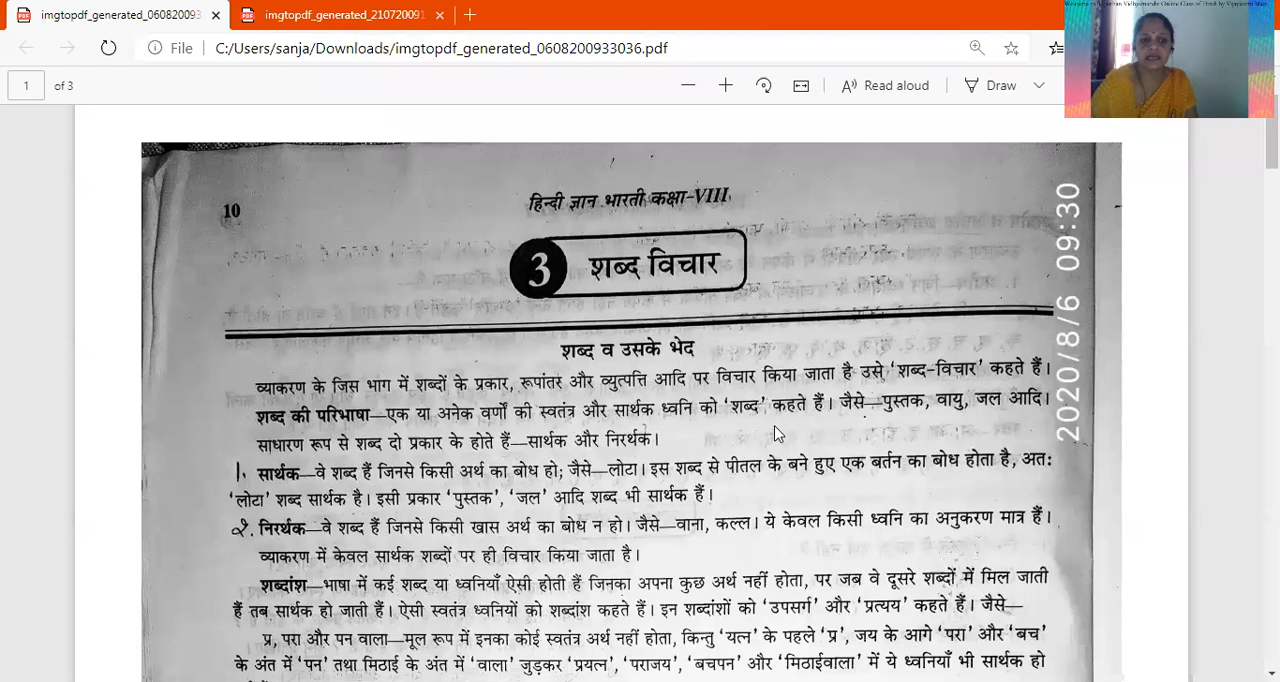 imgtopdf_generated_060820093
imgtopdf_generated_210720091
File
C:/Users/sanja/Downloads/imgtopdf_generated_0608200933036.pdf
1
of 3
Read aloud
Draw
10
हिन्दी ज्ञान भारती कक्षा-VIII
3 शब्द विचार
शब्द व उसके भेद
व्याकरण के जिस भाग में शब्दों के प्रकार, रूपांतर और व्युत्पत्ति आदि पर विचार किया जाता है उसे 'शब्द-विचार' कहते हैं।
शब्द की परिभाषा—एक या अनेक वर्णों की स्वतंत्र और सार्थक ध्वनि को 'शब्द' कहते हैं। जैसे—पुस्तक, वायु, जल आदि।
साधारण रूप से शब्द दो प्रकार के होते हैं—सार्थक और निरर्थक।
1. सार्थक—वे शब्द हैं जिनसे किसी अर्थ का बोध हो; जैसे—लोटा। इस शब्द से पीतल के बने हुए एक बर्तन का बोध होता है, अतः
'लोटा' शब्द सार्थक है। इसी प्रकार 'पुस्तक', 'जल' आदि शब्द भी सार्थक हैं।
2. निरर्थक—वे शब्द हैं जिनसे किसी खास अर्थ का बोध न हो। जैसे—वाना, कल्ल। ये केवल किसी ध्वनि का अनुकरण मात्र हैं।
व्याकरण में केवल सार्थक शब्दों पर ही विचार किया जाता है।
शब्दांश—भाषा में कई शब्द या ध्वनियाँ ऐसी होती हैं जिनका अपना कुछ अर्थ नहीं होता, पर जब वे दूसरे शब्दों में मिल जाती
हैं तब सार्थक हो जाती हैं। ऐसी स्वतंत्र ध्वनियों को शब्दांश कहते हैं। इन शब्दांशों को 'उपसर्ग' और 'प्रत्यय' कहते हैं। जैसे—
प्र, परा और पन वाला—मूल रूप में इनका कोई स्वतंत्र अर्थ नहीं होता, किन्तु 'यत्न' के पहले 'प्र', जय के आगे 'परा' और 'बच'
के अंत में 'पन' तथा मिठाई के अंत में 'वाला' जुड़कर 'प्रयत्न', 'पराजय', 'बचपन' और 'मिठाईवाला' में ये ध्वनियाँ भी सार्थक हो
2020/8/6 09:30